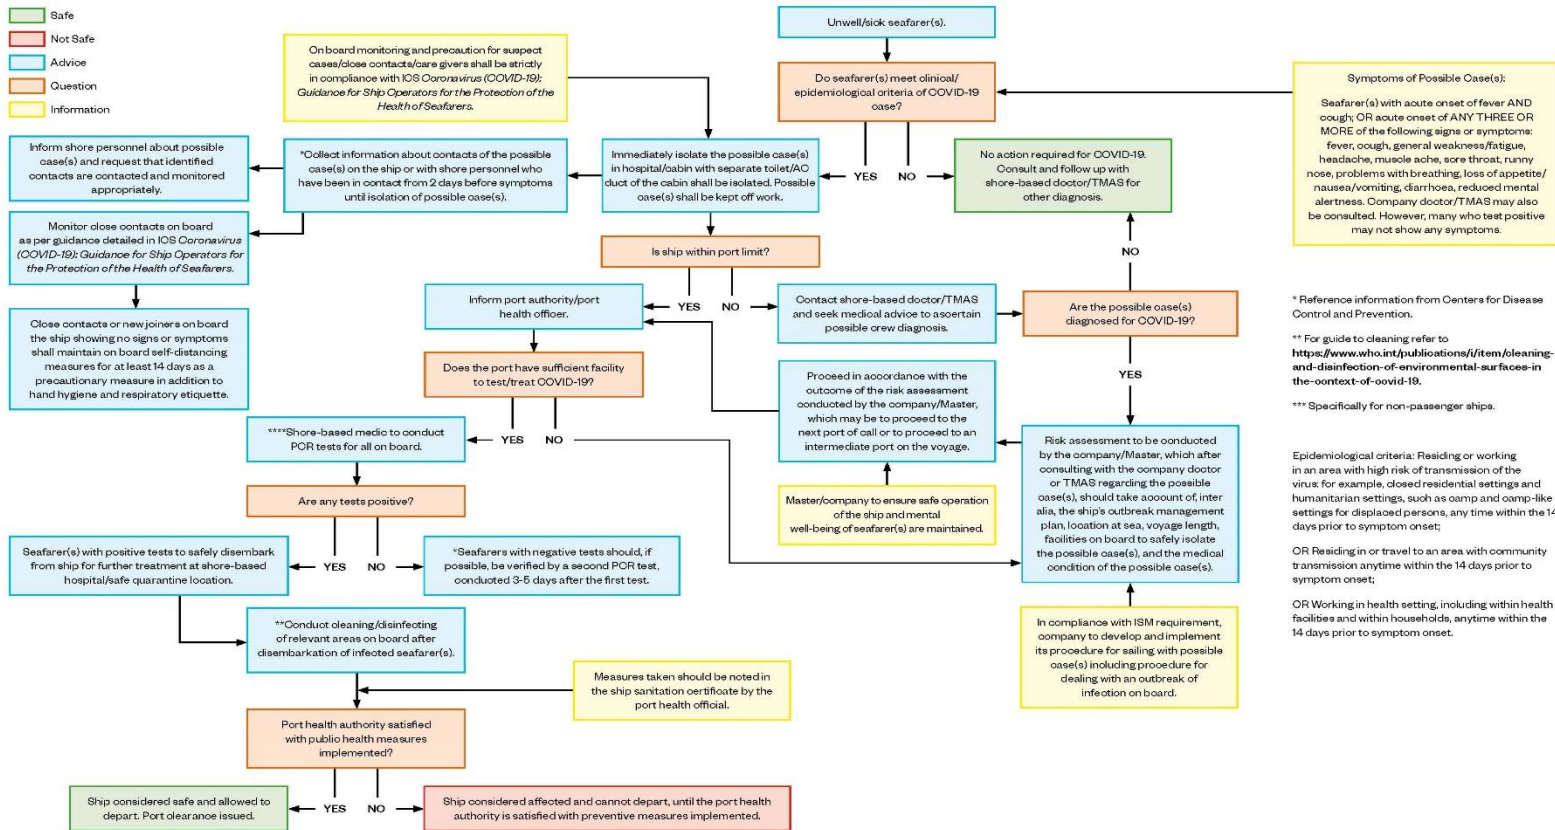 Safe
Not Safe
Advice
Question
Information
Unwell/sick seafarer(s).
On board monitoring and precaution for suspect
cases/close contacts/care givers shall be strictly
in compliance with ICS Coronavirus (COVID-19):
Guidance for Ship Operators for the Protection of the
Health of Seafarers.
Do seafarer(s) meet clinical/
epidemiological criteria of COVID-19
case?
Symptoms of Possible Case(s):
Seafarer(s) with acute onset of fever AND
cough; OR acute onset of ANY THREE OR
MORE of the following signs or symptoms:
fever, cough, general weakness/fatigue,
headache, muscle ache, sore throat, runny
nose, problems with breathing, loss of appetite/
nausea/vomiting, diarrhoea, reduced mental
alertness. Company doctor/TMAS may also
be consulted. However, many who test positive
may not show any symptoms.
Inform shore personnel about possible
case(s) and request that identified
contacts are contacted and monitored
appropriately.
*Collect information about contacts of the possible
case(s) on the ship or with shore personnel who
have been in contact from 2 days before symptoms
until isolation of possible case(s).
Immediately isolate the possible case(s)
in hospital/cabin with separate toilet/AC
duct of the cabin shall be isolated. Possible
case(s) shall be kept off work.
YES
NO
No action required for COVID-19.
Consult and follow up with
shore-based doctor/TMAS for
other diagnosis.
Monitor close contacts on board
as per guidance detailed in ICS Coronavirus
(COVID-19): Guidance for Ship Operators for
the Protection of the Health of Seafarers.
Is ship within port limit?
NO
YES
NO
Inform port authority/port
health officer.
Contact shore-based doctor/TMAS
and seek medical advice to ascertain
possible crew diagnosis.
Are the possible case(s)
diagnosed for COVID-19?
* Reference information from Centers for Disease
Control and Prevention.
Close contacts or new joiners on board
the ship showing no signs or symptoms
shall maintain on board self-distancing
measures for at least 14 days as a
precautionary measure in addition to
hand hygiene and respiratory etiquette.
** For guide to cleaning refer to
https://www.who.int/publications/i/item/cleaning-
and-disinfection-of-environmental-surfaces-in
the-context-of-covid-19.
Does the port have sufficient facility
to test/treat COVID-19?
Proceed in accordance with the
outcome of the risk assessment
conducted by the company/Master,
which may be to proceed to the
next port of call or to proceed to an
intermediate port on the voyage.
YES
*** Specifically for non-passenger ships.
****Shore-based medic to conduct
PCR tests for all on board.
YES
NO
Risk assessment to be conducted
by the company/Master, which after
consulting with the company doctor
or TMAS regarding the possible
case(s), should take account of, inter
alia, the ship's outbreak management
plan, location at sea, voyage length,
facilities on board to safely isolate
the possible case(s), and the medical
condition of the possible case(s).
Epidemiological criteria: Residing or working
in an area with high risk of transmission of the
virus: for example, closed residential settings and
humanitarian settings, such as camp and camp-like
settings for displaced persons, any time within the 14
days prior to symptom onset;
Are any tests positive?
Master/company to ensure safe operation
of the ship and mental
well-being of seafarer(s) are maintained.
Seafarer(s) with positive tests to safely disembark
from ship for further treatment at shore-based
hospital/safe quarantine location.
YES
NO
*Seafarers with negative tests should, if
possible, be verified by a second PCR test,
conducted 3-5 days after the first test.
OR Residing in or travel to an area with community
transmission anytime within the 14 days prior to
symptom onset;
OR Working in health setting, including within health
facilities and within households, anytime within the
14 days prior to symptom onset.
**Conduct cleaning/disinfecting
of relevant areas on board after
disembarkation of infected seafarer(s).
In compliance with ISM requirement,
company to develop and implement
its procedure for sailing with possible
case(s) including procedure for
dealing with an outbreak of
infection on board.
Measures taken should be noted in
the ship sanitation certificate by the
port health official.
Port health authority satisfied
with public health measures
implemented?
Ship considered safe and allowed to
depart. Port clearance issued.
YES
NO
Ship considered affected and cannot depart, until the port health
authority is satisfied with preventive measures implemented.